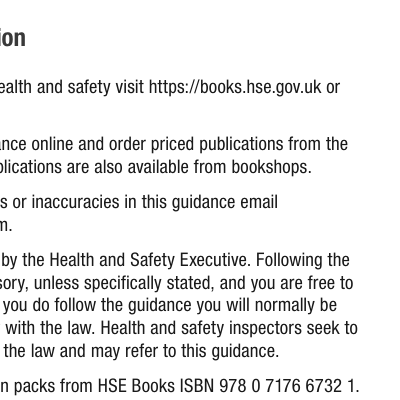 ion
ealth and safety visit https://books.hse.gov.uk or
ance online and order priced publications from the
blications are also available from bookshops.
s or inaccuracies in this guidance email
m.
by the Health and Safety Executive. Following the
sory, unless specifically stated, and you are free to
you do follow the guidance you will normally be
with the law. Health and safety inspectors seek to
the law and may refer to this guidance.
n packs from HSE Books ISBN 978 0 7176 6732 1.